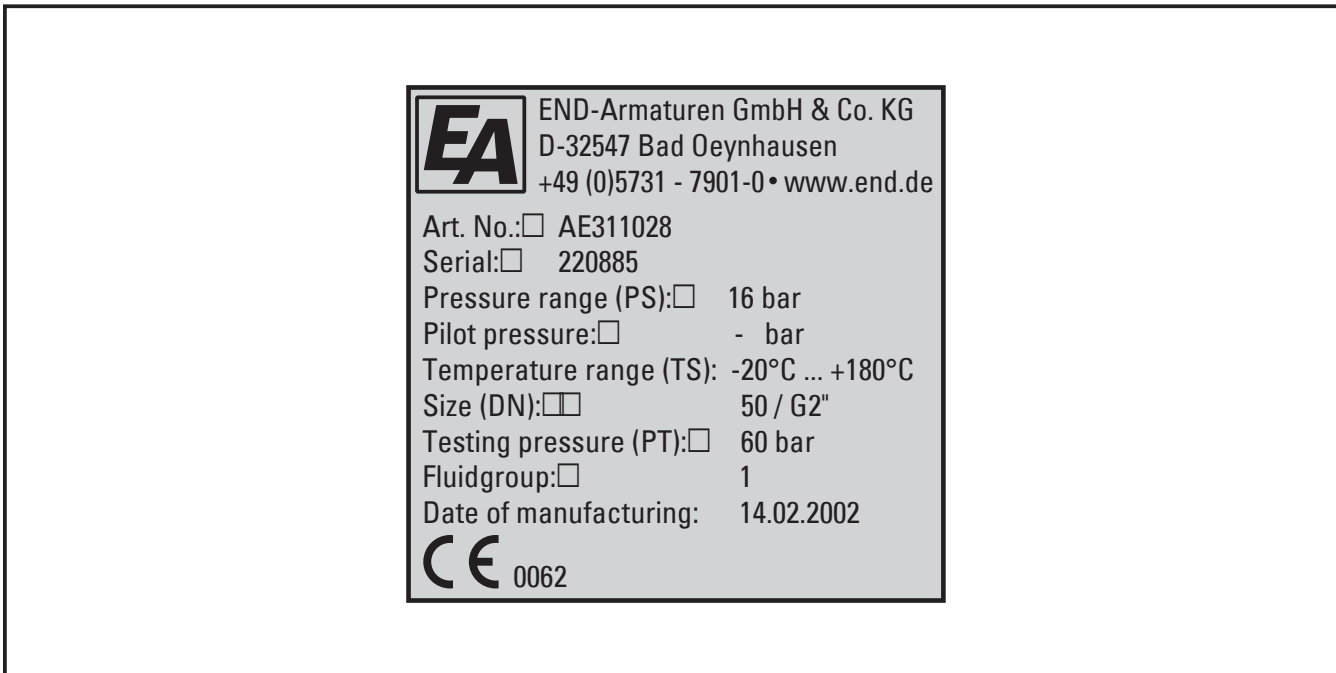 EA
END-Armaturen GmbH & Co. KG
D-32547 Bad Oeynhausen
+49 (0)5731 - 7901-0 • www.end.de
Art. No.:□ AE311028
Serial:□ 220885
Pressure range (PS):□ 16 bar
Pilot pressure:□ - bar
Temperature range (TS): -20°C ... +180°C
Size (DN):□□ 50 / G2"
Testing pressure (PT):□ 60 bar
Fluidgroup:□ 1
Date of manufacturing: 14.02.2002
CE 0062